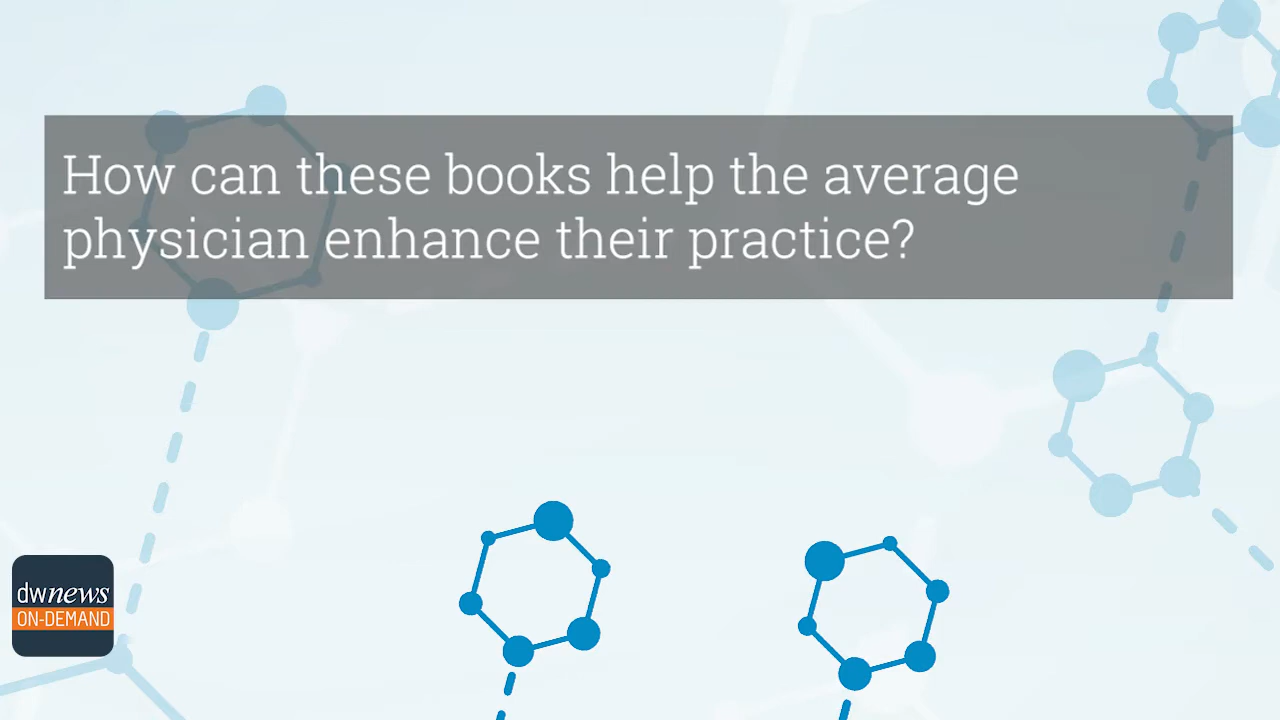 How can these books help the average
physician enhance their practice?
dwnews
ON-DEMAND